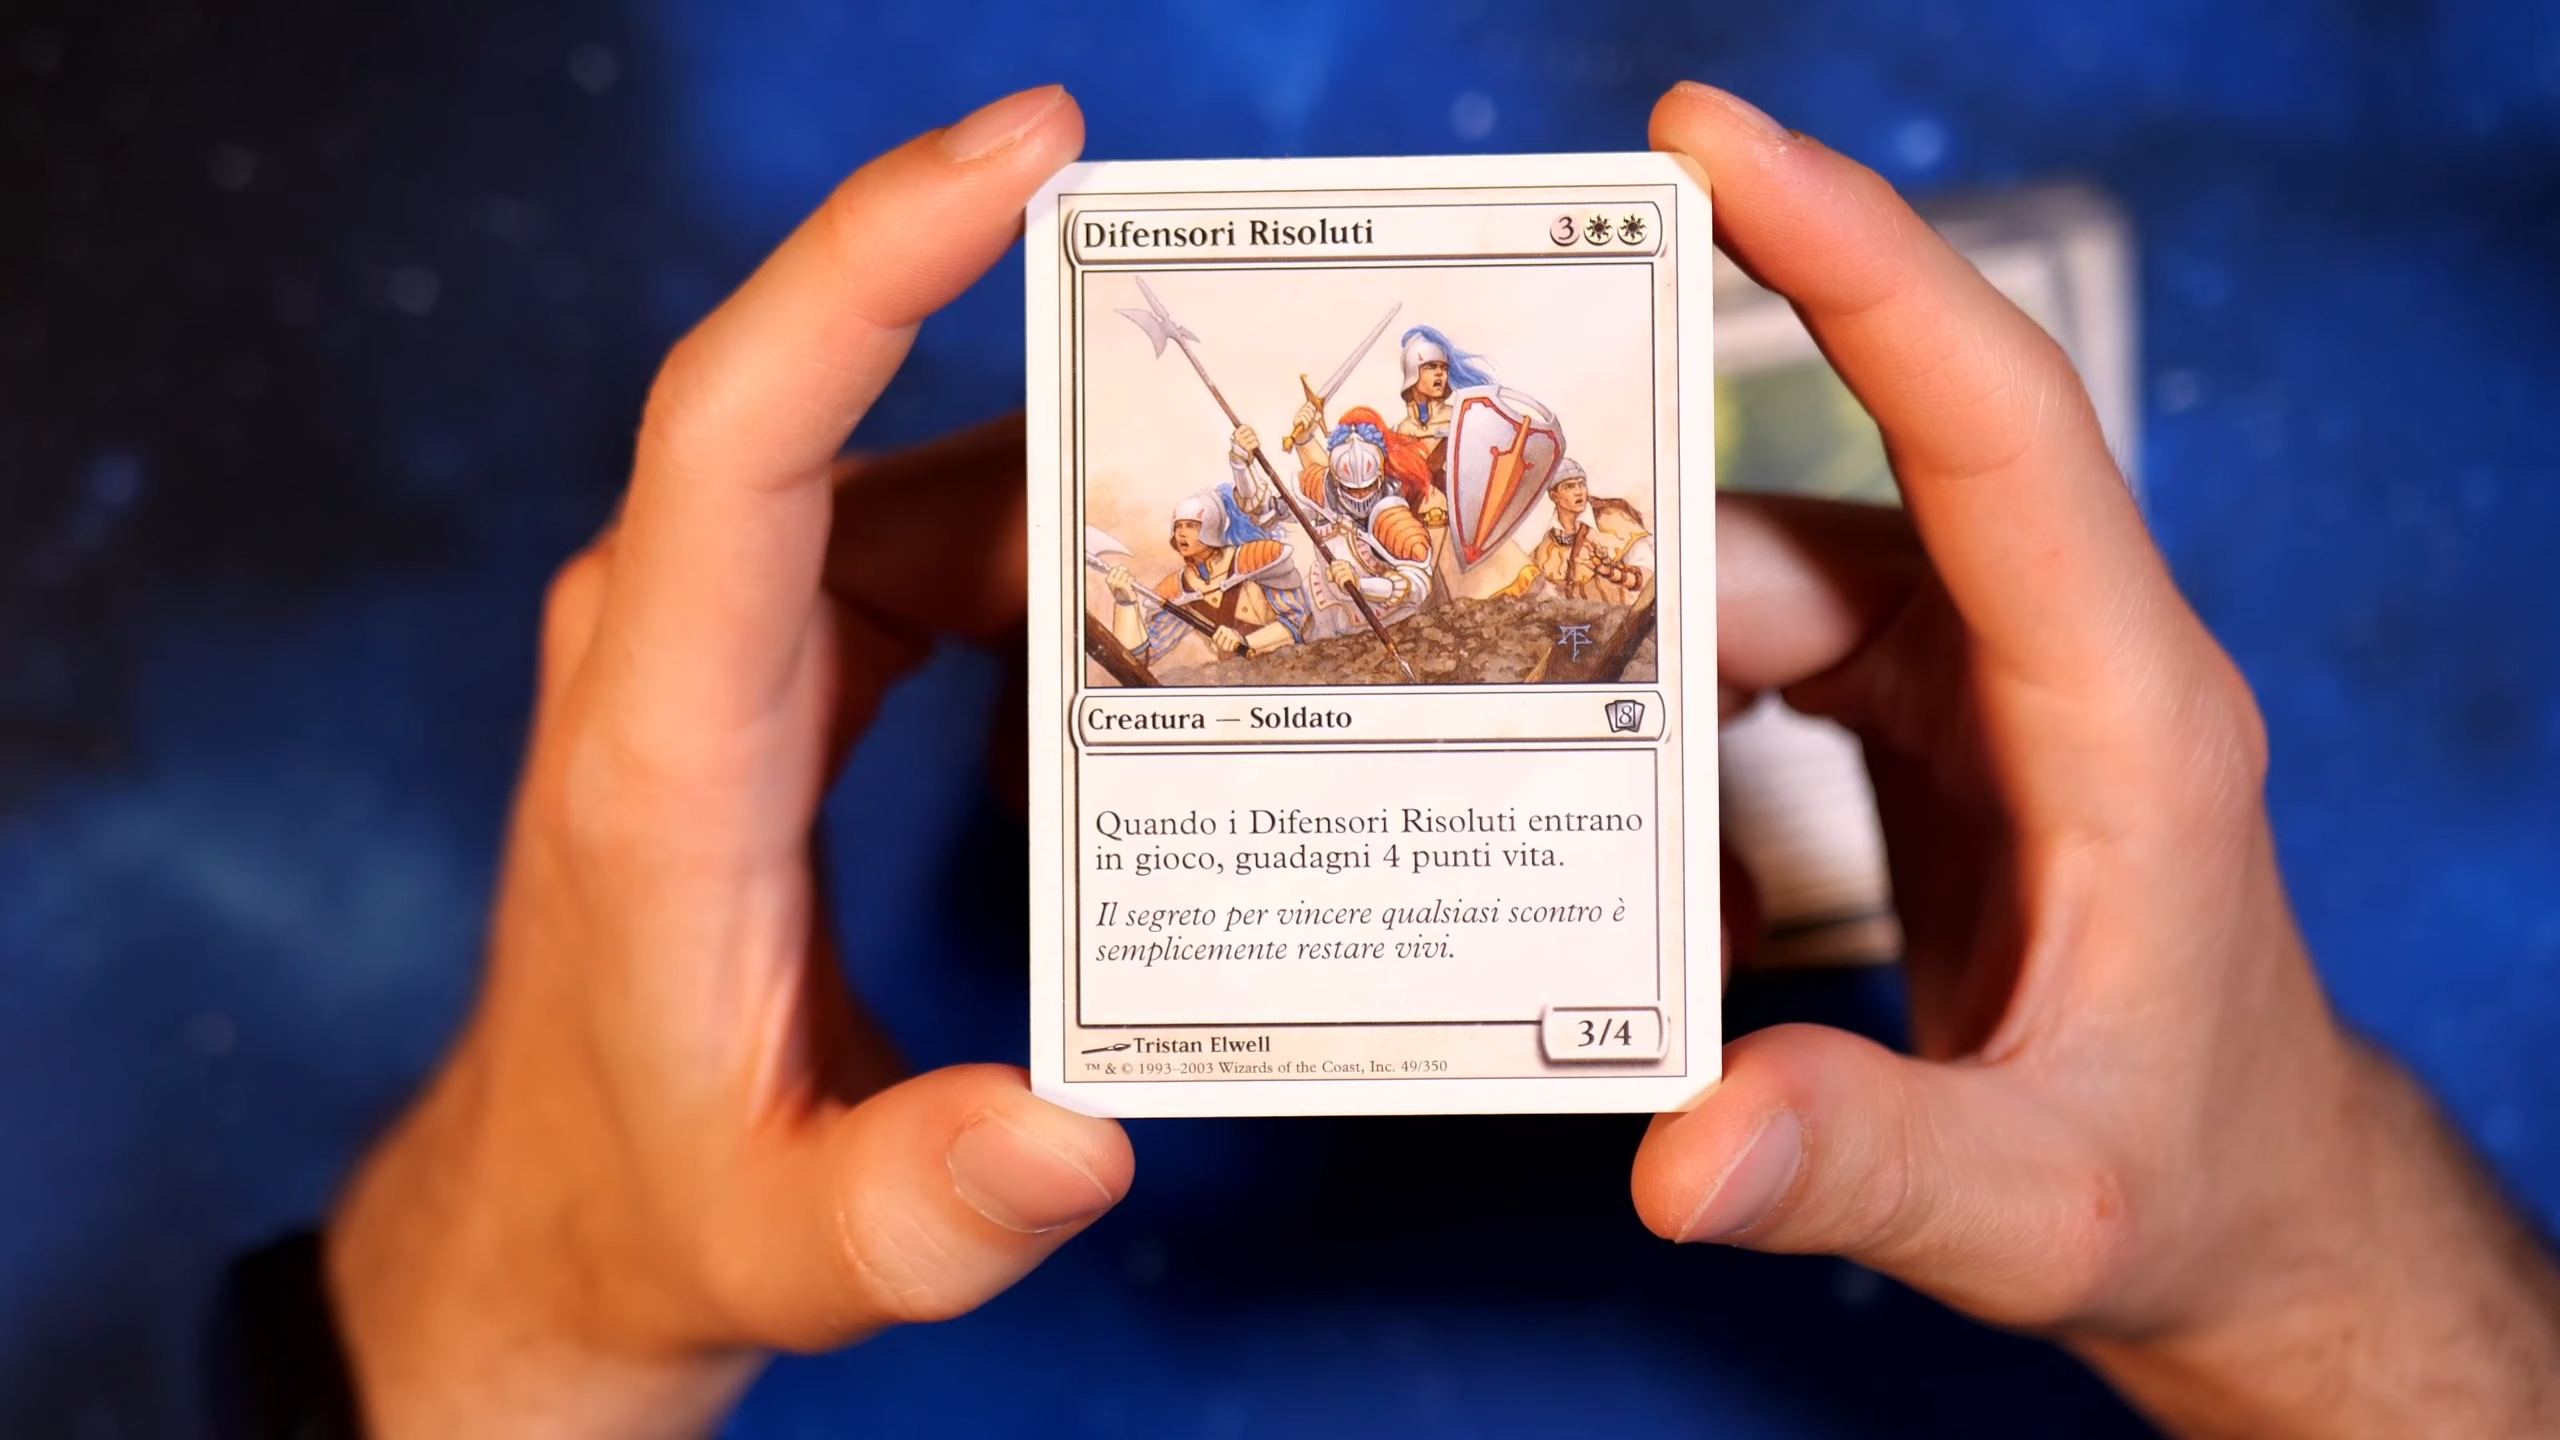 Difensori Risoluti 3
Creatura — Soldato 8
Quando i Difensori Risoluti entrano
in gioco, guadagni 4 punti vita.
Il segreto per vincere qualsiasi scontro è
semplicemente restare vivi.
3/4
Tristan Elwell
™ & © 1993–2003 Wizards of the Coast, Inc. 49/350